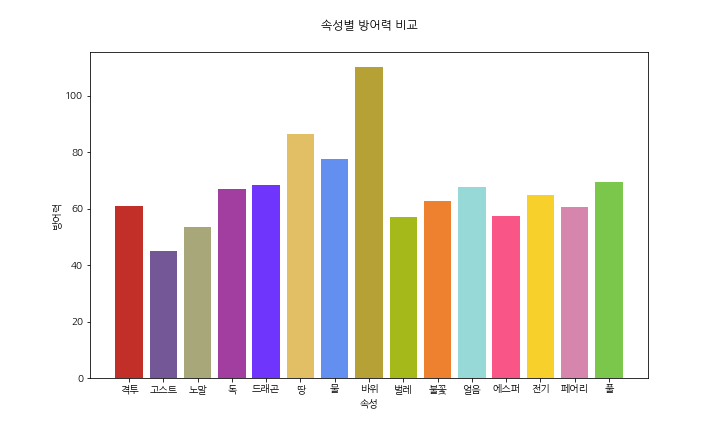 속성별 방어력 비교
방어력
100
80
60
40
20
0
격투 고스트 노말 독 드래곤 땅 물 바위 벌레 불꽃 얼음 에스퍼 전기 페어리 풀
속성